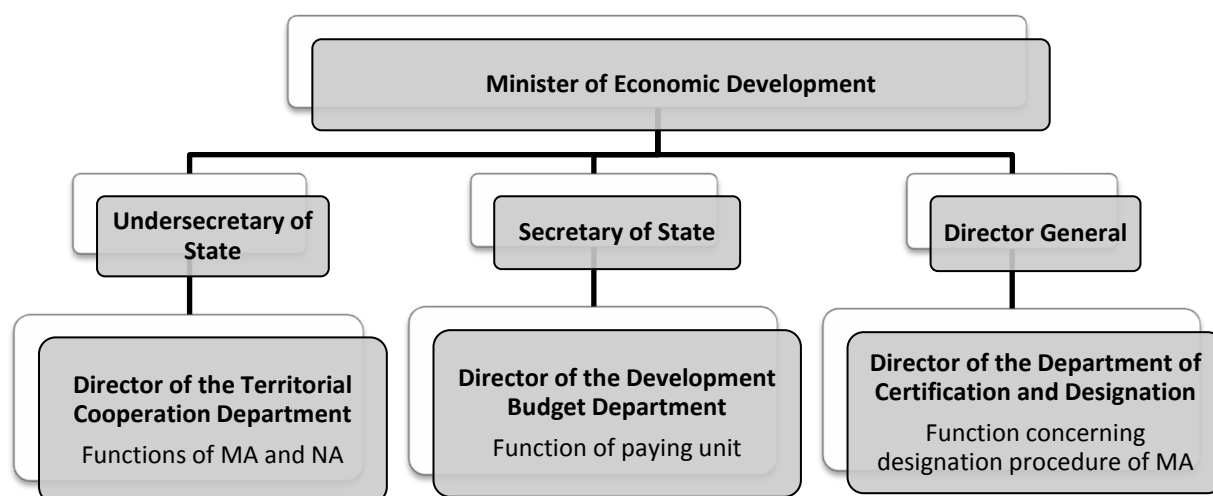 Minister of Economic Development
Undersecretary of
State
Secretary of State
Director General
Director of the Territorial
Cooperation Department
Functions of MA and NA
Director of the Development
Budget Department
Function of paying unit
Director of the Department of
Certification and Designation
Function concerning
designation procedure of MA